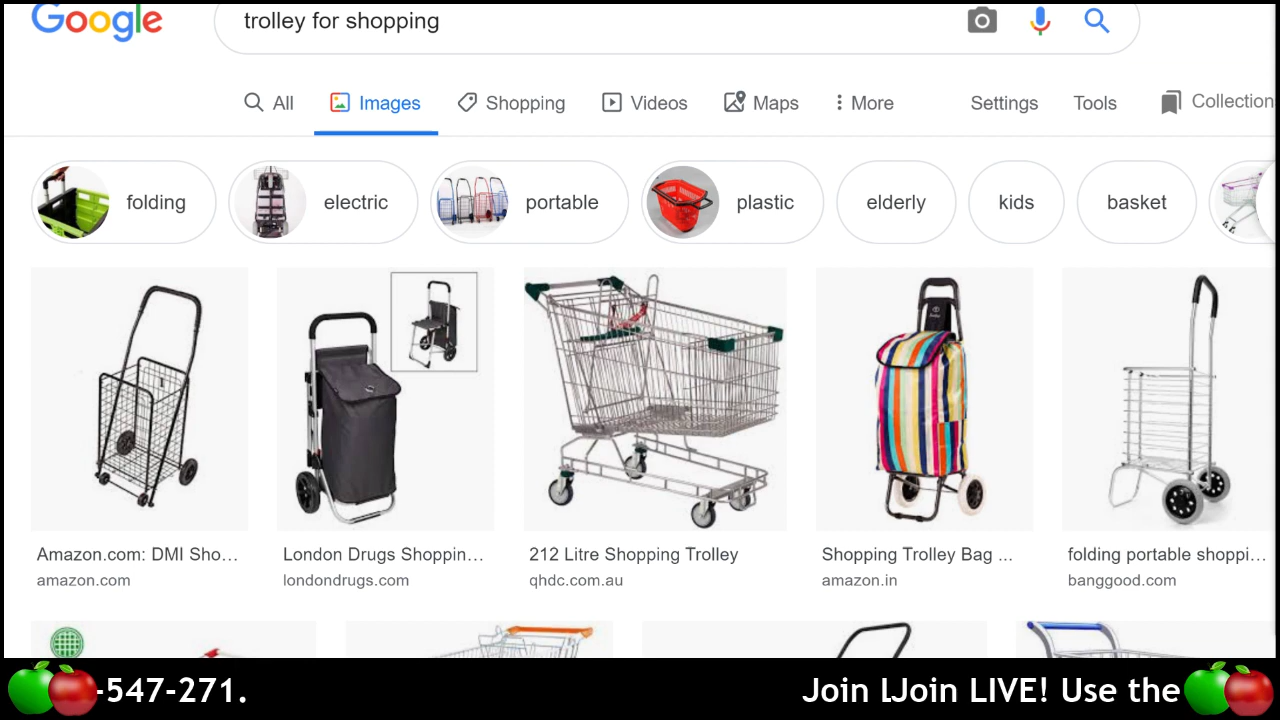 Google
trolley for shopping
All Images Shopping Videos Maps More Settings Tools Collection
folding electric portable plastic elderly kids basket
Amazon.com: DMI Sho... London Drugs Shoppin... 212 Litre Shopping Trolley Shopping Trolley Bag ... folding portable shoppi...
amazon.com londondrugs.com qhdc.com.au amazon.in banggood.com
-547-271. Join Join LIVE! Use the